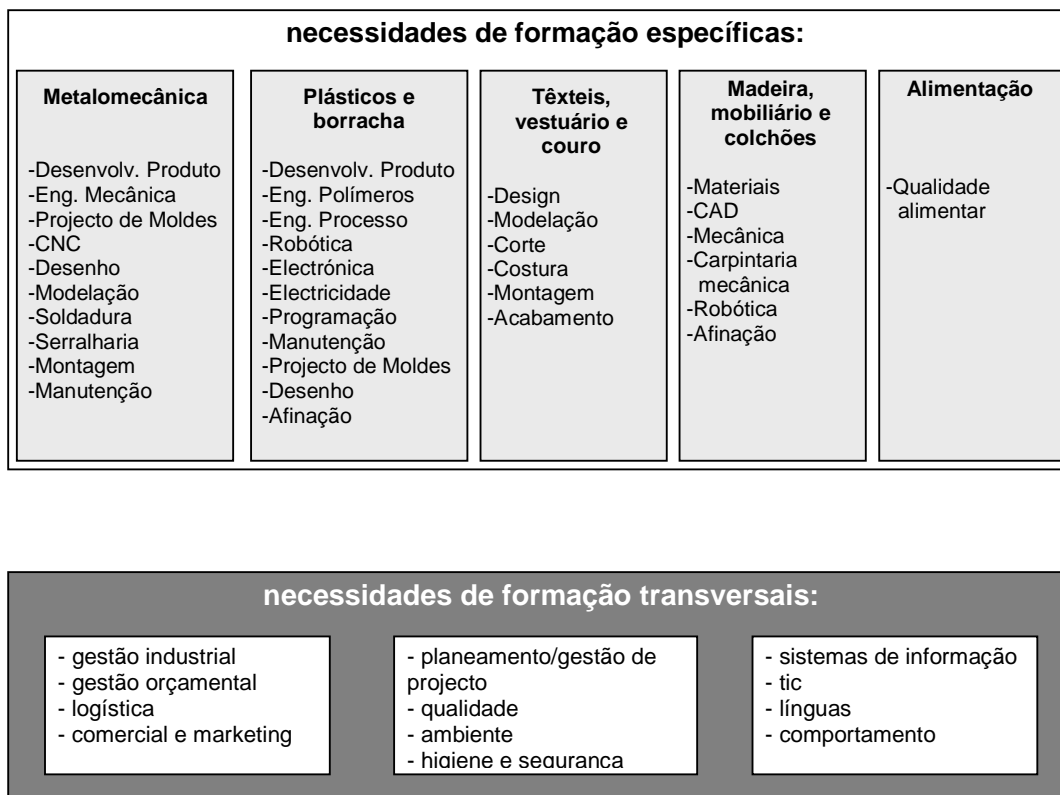 necessidades de formação específicas:
Metalomecânica
-Desenvolv. Produto
-Eng. Mecânica
-Projecto de Moldes
-CNC
-Desenho
-Modelação
-Soldadura
-Serralharia
-Montagem
-Manutenção
Plásticos e
borracha
-Desenvolv. Produto
-Eng. Polímeros
-Eng. Processo
-Robótica
-Electrónica
-Electricidade
-Programação
-Manutenção
-Projecto de Moldes
-Desenho
-Afinação
Têxteis,
vestuário e
couro
-Design
-Modelação
-Corte
-Costura
-Montagem
-Acabamento
Madeira,
mobiliário e
colchões
-Materiais
-CAD
-Mecânica
-Carpintaria
mecânica
-Robótica
-Afinação
Alimentação
-Qualidade
alimentar
necessidades de formação transversais:
- gestão industrial
- gestão orçamental
- logística
- comercial e marketing
- planeamento/gestão de
projecto
- qualidade
- ambiente
- higiene e segurança
- sistemas de informação
- tic
- línguas
- comportamento